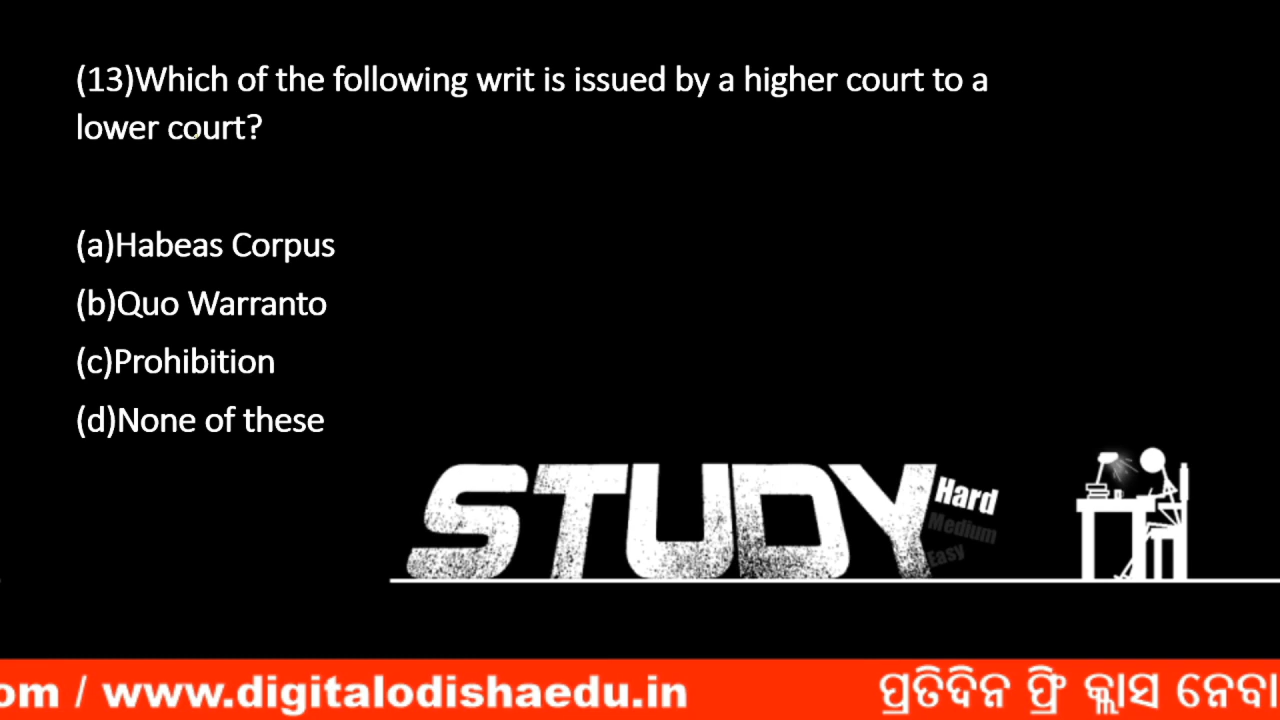 (13)Which of the following writ is issued by a higher court to a
lower court?
(a)Habeas Corpus
(b)Quo Warranto
(c)Prohibition
(d)None of these
STUDY Hard
Medium
Easy
om / www.digitalodishaedu.in ପ୍ରତିଦିନ ଫ୍ରି କ୍ଲାସ ନେବା